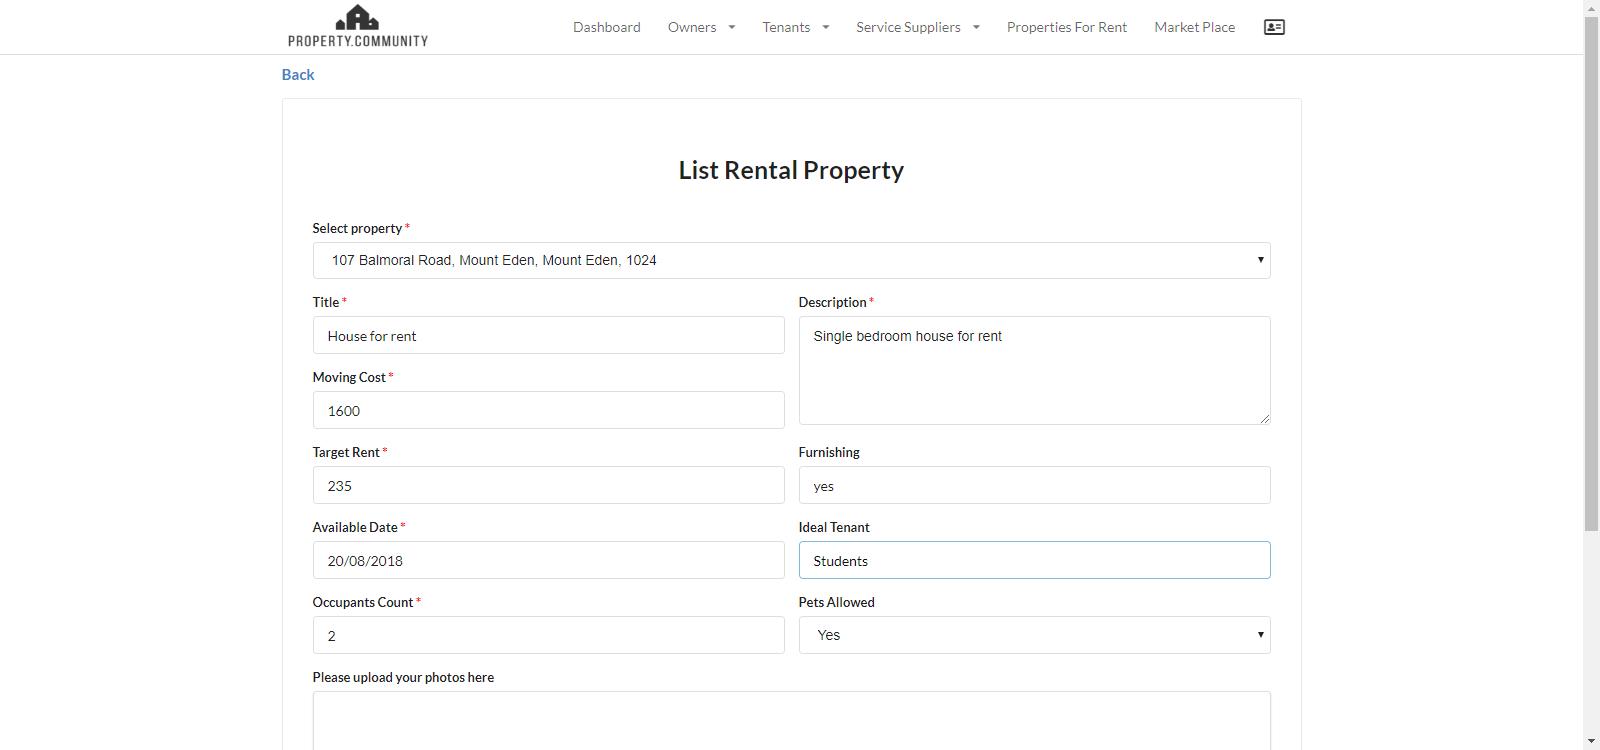 PROPERTY.COMMUNITY
Dashboard Owners Tenants Service Suppliers Properties For Rent Market Place
Back
List Rental Property
Select property *
107 Balmoral Road, Mount Eden, Mount Eden, 1024
Title *
House for rent
Description *
Single bedroom house for rent
Moving Cost *
1600
Target Rent *
235
Furnishing
yes
Available Date *
20/08/2018
Ideal Tenant
Students
Occupants Count *
2
Pets Allowed
Yes
Please upload your photos here